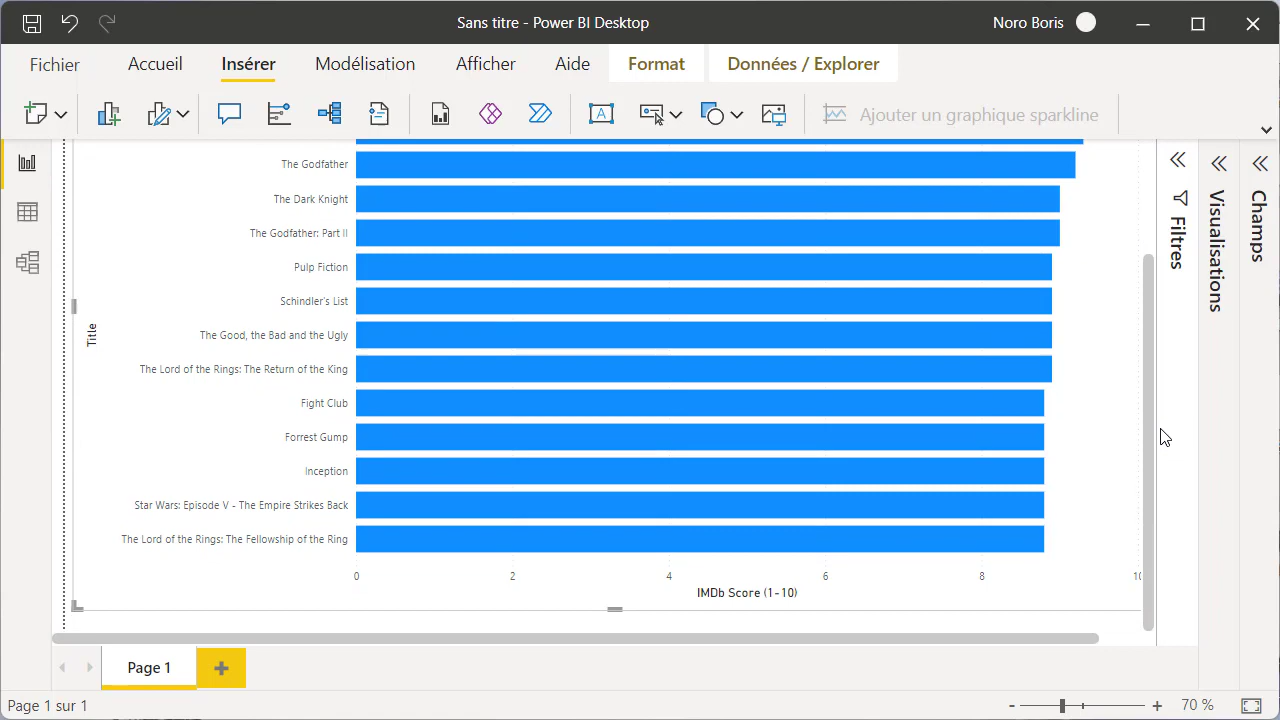 Sans titre - Power BI Desktop
Noro Boris
Fichier
Accueil
Insérer
Modélisation
Afficher
Aide
Format
Données / Explorer
Ajouter un graphique sparkline
The Godfather
The Dark Knight
The Godfather: Part II
Pulp Fiction
Schindler's List
The Good, the Bad and the Ugly
The Lord of the Rings: The Return of the King
Fight Club
Forrest Gump
Inception
Star Wars: Episode V - The Empire Strikes Back
The Lord of the Rings: The Fellowship of the Ring
Title
0 2 4 6 8 10
IMDb Score (1-10)
Filtres
Visualisations
Champs
Page 1
Page 1 sur 1
70 %